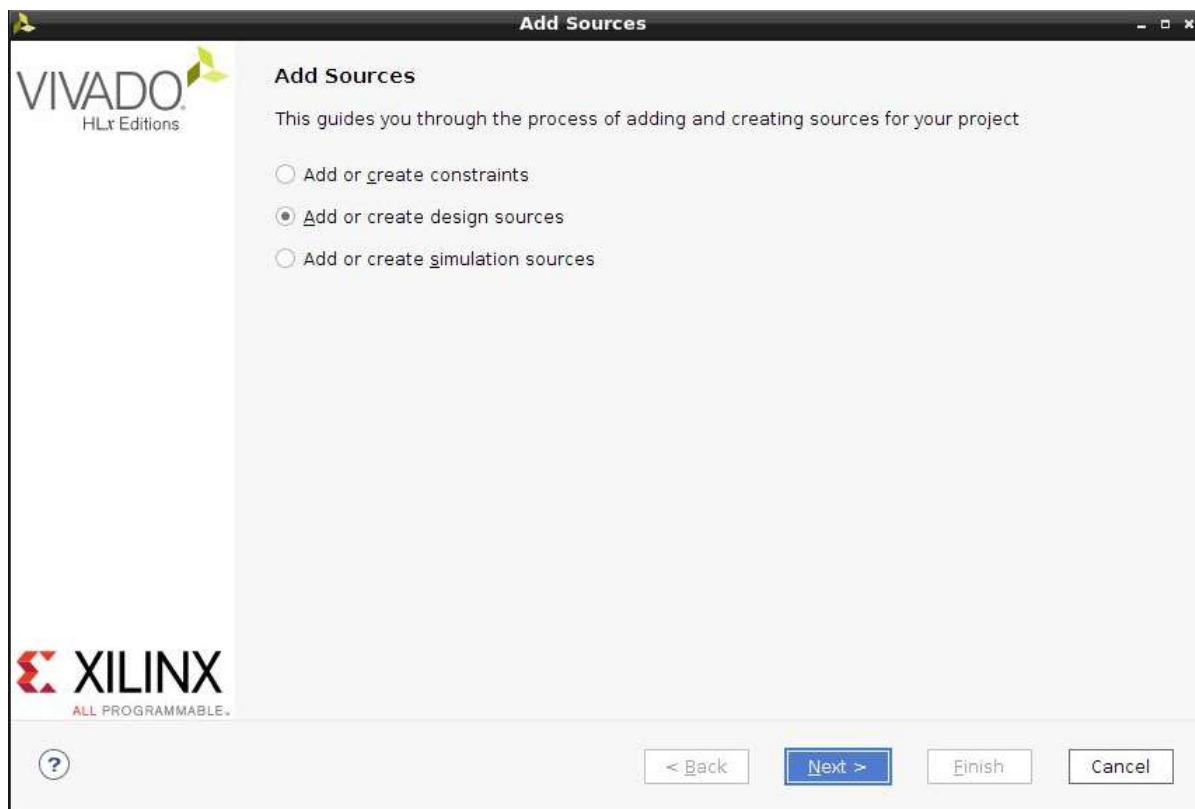 Add Sources
VIVADO.
HLx Editions
Add Sources
This guides you through the process of adding and creating sources for your project
Add or create constraints
Add or create design sources
Add or create simulation sources
XILINX
ALL PROGRAMMABLE™
?
< Back
Next >
Finish
Cancel